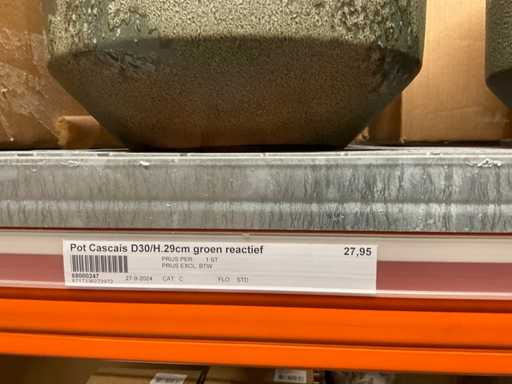 Pot Cascais D30/H.29cm groen reactief 27,95
PRIJS PER: 1 ST
PRIJS EXCL. BTW
68000247
27-9-2024 CAT: C FLO: STD